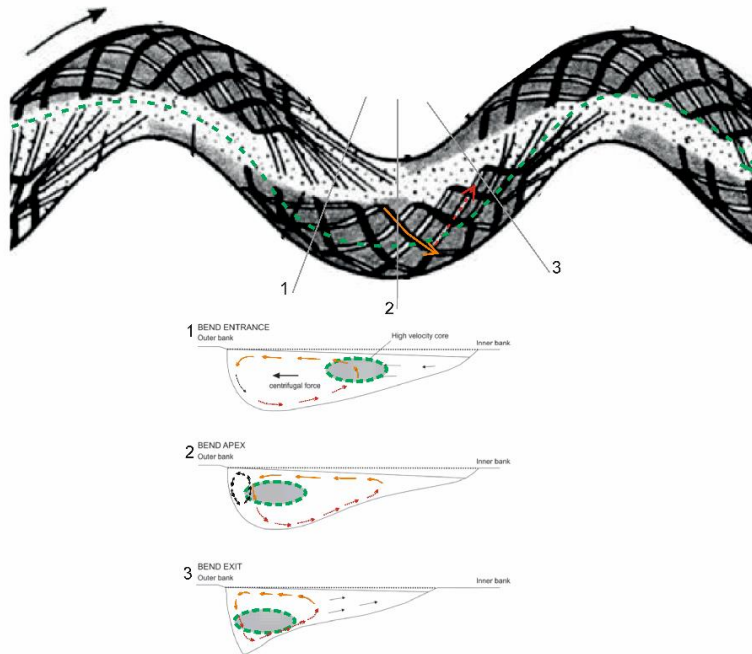 1
2
3
1 BEND ENTRANCE
Outer bank
High velocity core
Inner bank
centrifugal force
2 BEND APEX
Outer bank
Inner bank
3 BEND EXIT
Outer bank
Inner bank